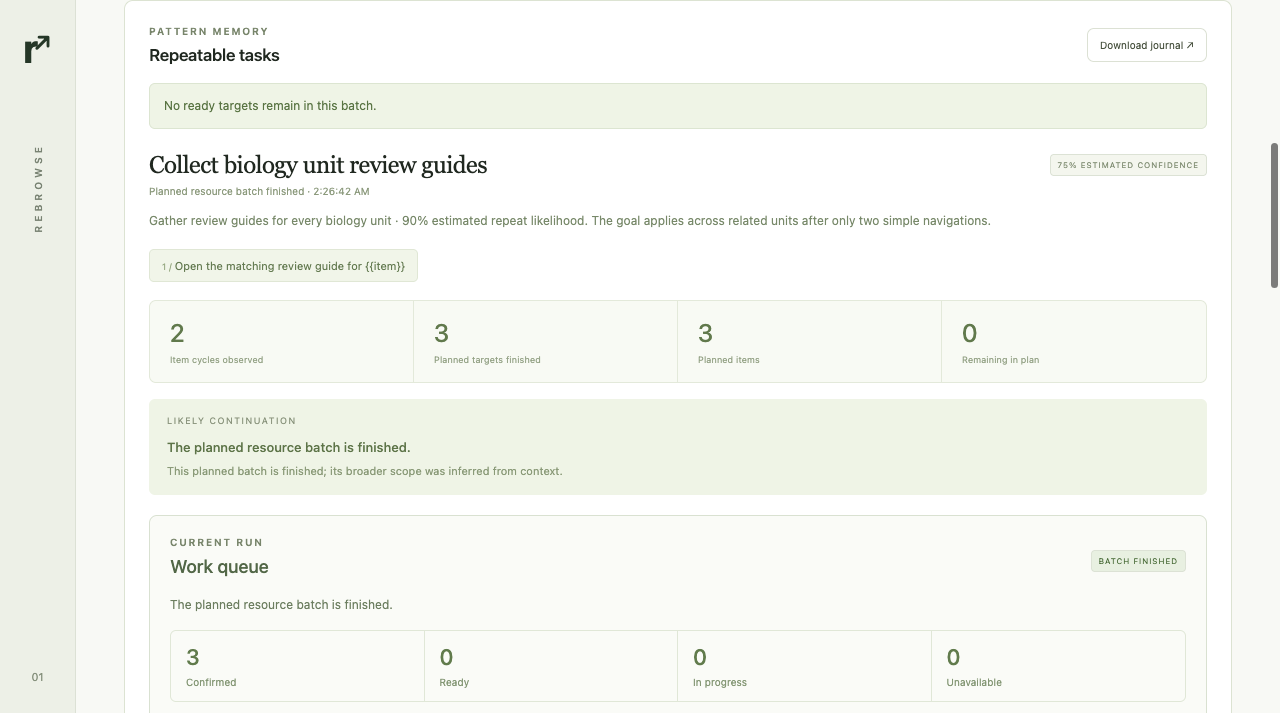 r
REBROWSE
01
PATTERN MEMORY
Repeatable tasks
Download journal ↗
No ready targets remain in this batch.
Collect biology unit review guides
75% ESTIMATED CONFIDENCE
Planned resource batch finished · 2:26:42 AM
Gather review guides for every biology unit · 90% estimated repeat likelihood. The goal applies across related units after only two simple navigations.
1 / Open the matching review guide for {{item}}
2
Item cycles observed
3
Planned targets finished
3
Planned items
0
Remaining in plan
LIKELY CONTINUATION
The planned resource batch is finished.
This planned batch is finished; its broader scope was inferred from context.
CURRENT RUN
Work queue
BATCH FINISHED
The planned resource batch is finished.
3
Confirmed
0
Ready
0
In progress
0
Unavailable